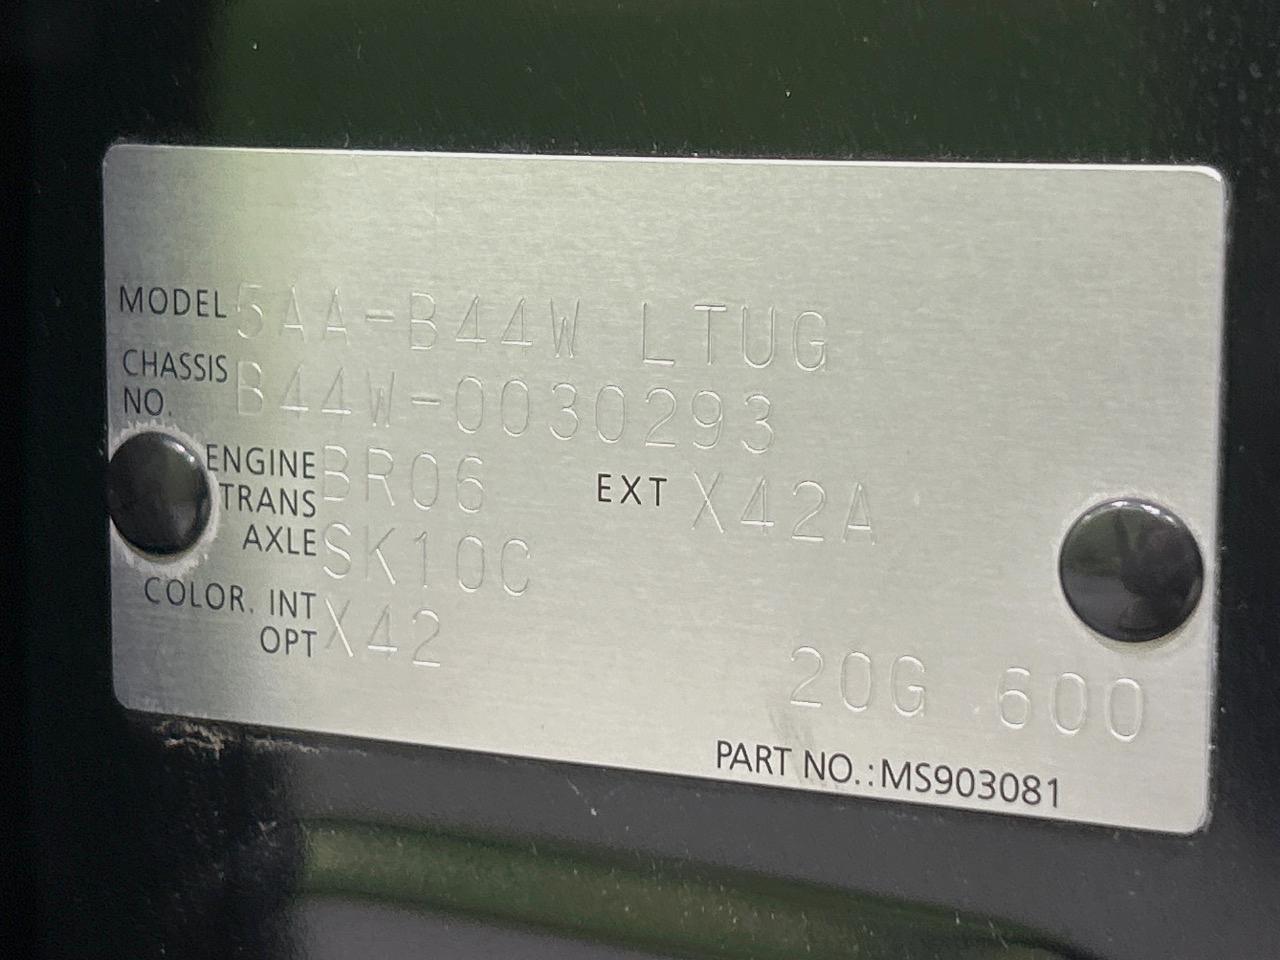 MODEL 5AA-B44W LTUG
CHASSIS NO. B44W-0030293
ENGINE BR06 EXT X42A
TRANS AXLE SK10C
COLOR. INT X42
OPT
20G 600
PART NO.:MS903081